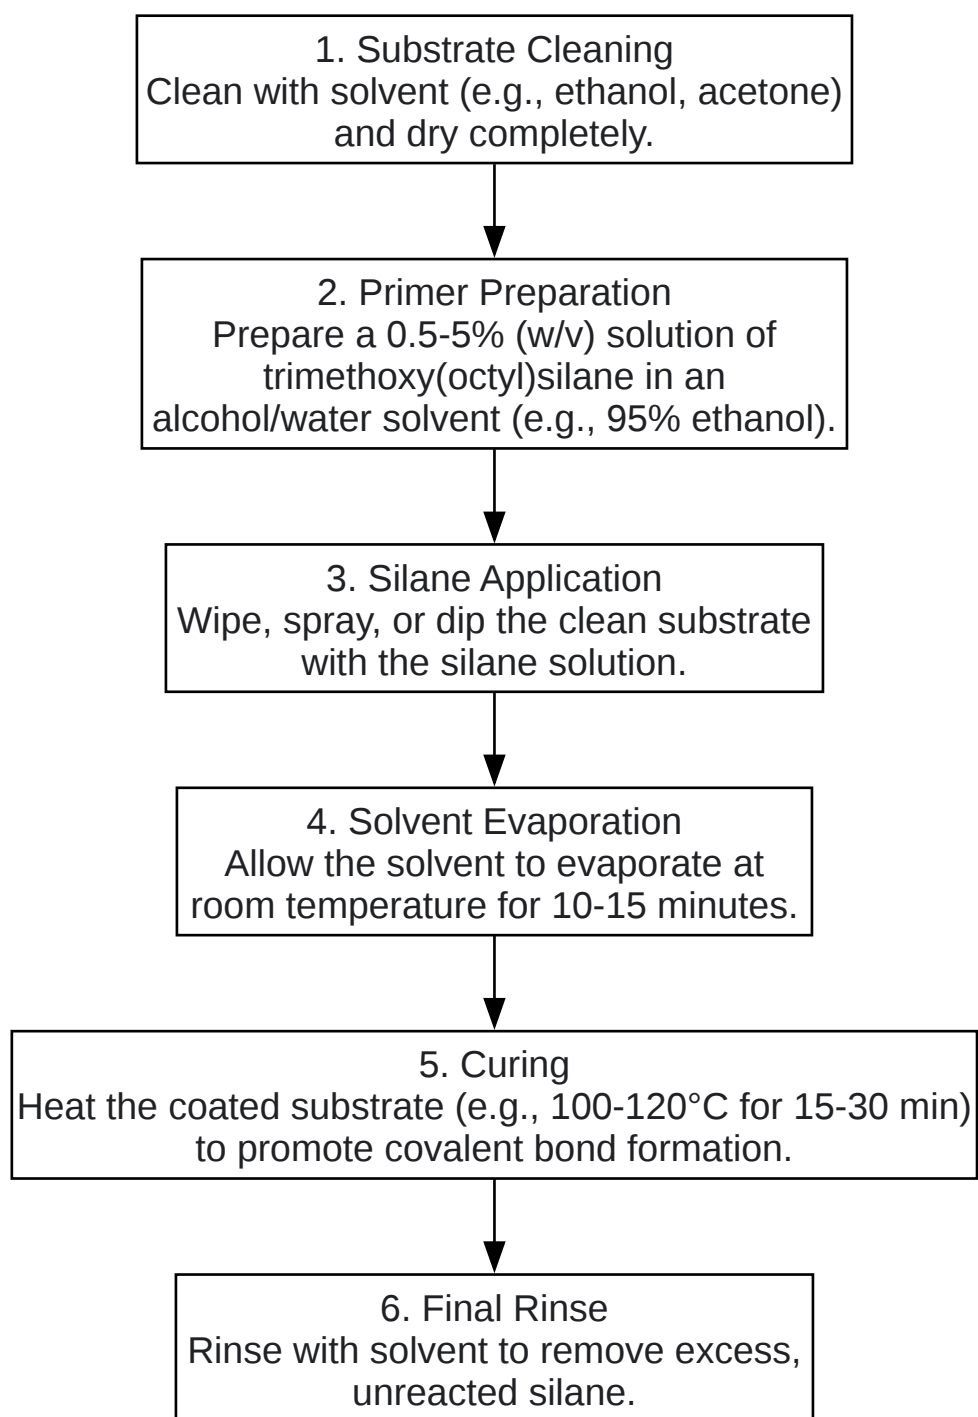 1. Substrate Cleaning
Clean with solvent (e.g., ethanol, acetone)
and dry completely.
2. Primer Preparation
Prepare a 0.5-5% (w/v) solution of
trimethoxy(octyl)silane in an
alcohol/water solvent (e.g., 95% ethanol).
3. Silane Application
Wipe, spray, or dip the clean substrate
with the silane solution.
4. Solvent Evaporation
Allow the solvent to evaporate at
room temperature for 10-15 minutes.
5. Curing
Heat the coated substrate (e.g., 100-120°C for 15-30 min)
to promote covalent bond formation.
6. Final Rinse
Rinse with solvent to remove excess,
unreacted silane.